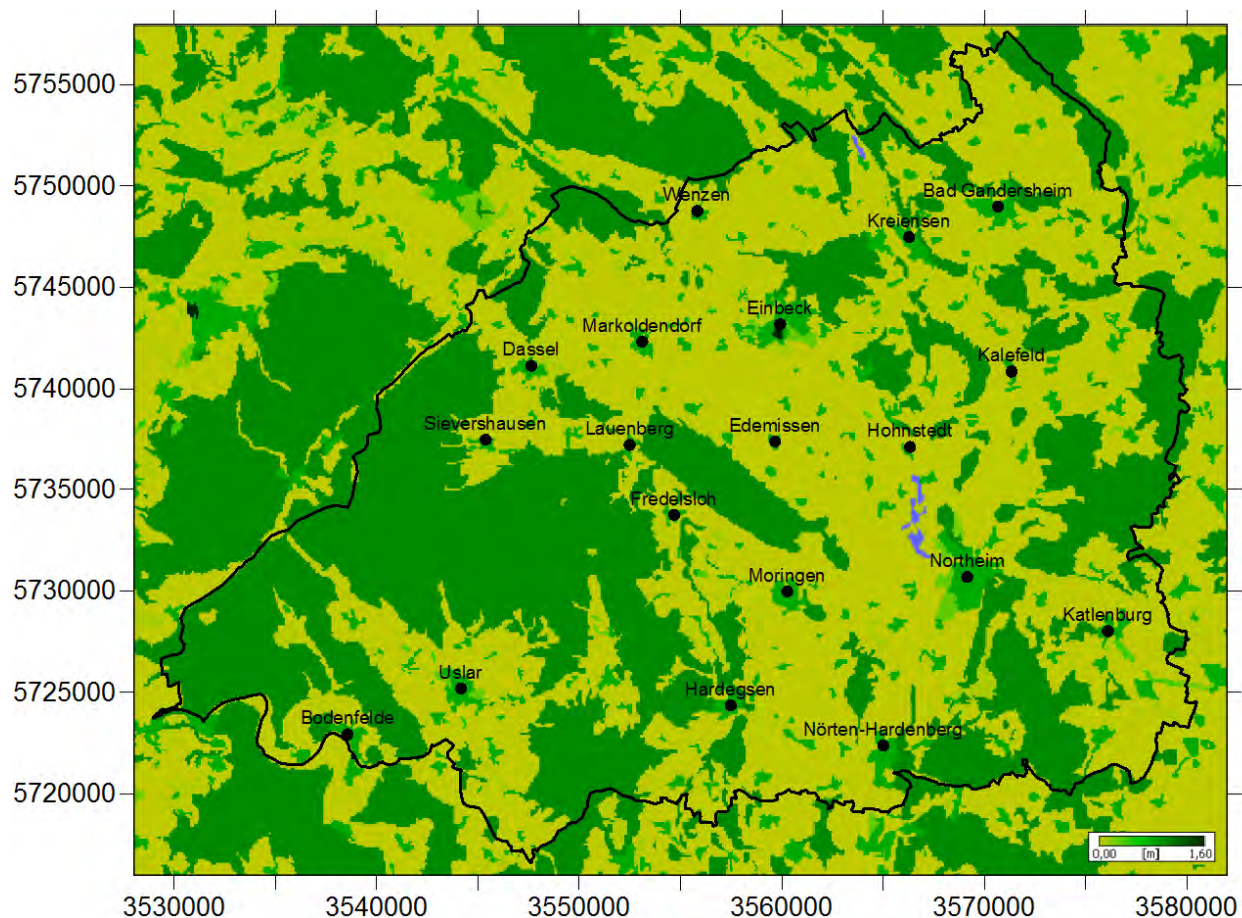 5755000
5750000
5745000
5740000
5735000
5730000
5725000
5720000
Wenzen
Bad Gandersheim
Kreiensen
Einbeck
Markoldendorf
Dassel
Kalefeld
Sievershausen
Lauenberg
Edemissen
Hohnstedt
Fredelsloh
Northeim
Moringen
Katlenburg
Uslar
Hardegsen
Bodenfelde
Nörten-Hardenberg
0,00 [m] 1,60
3530000 3540000 3550000 3560000 3570000 3580000